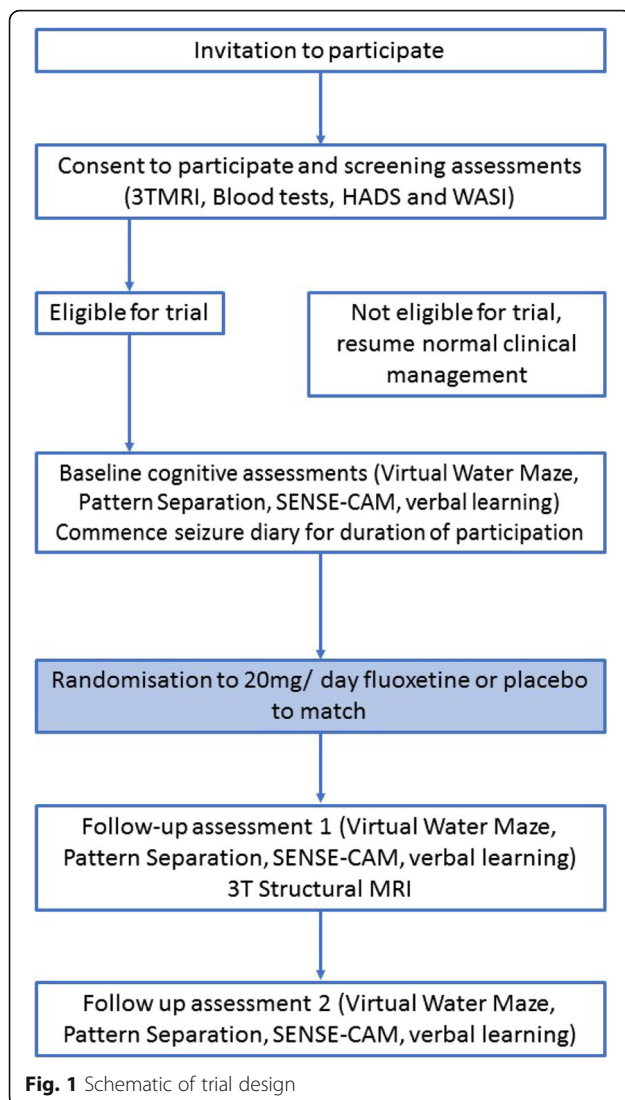 Invitation to participate
Consent to participate and screening assessments
(3TMRI, Blood tests, HADS and WASI)
Eligible for trial
Not eligible for trial,
resume normal clinical
management
Baseline cognitive assessments (Virtual Water Maze,
Pattern Separation, SENSE-CAM, verbal learning)
Commence seizure diary for duration of participation
Randomisation to 20mg/ day fluoxetine or placebo
to match
Follow-up assessment 1 (Virtual Water Maze,
Pattern Separation, SENSE-CAM, verbal learning)
3T Structural MRI
Follow up assessment 2 (Virtual Water Maze,
Pattern Separation, SENSE-CAM, verbal learning)
Fig. 1 Schematic of trial design